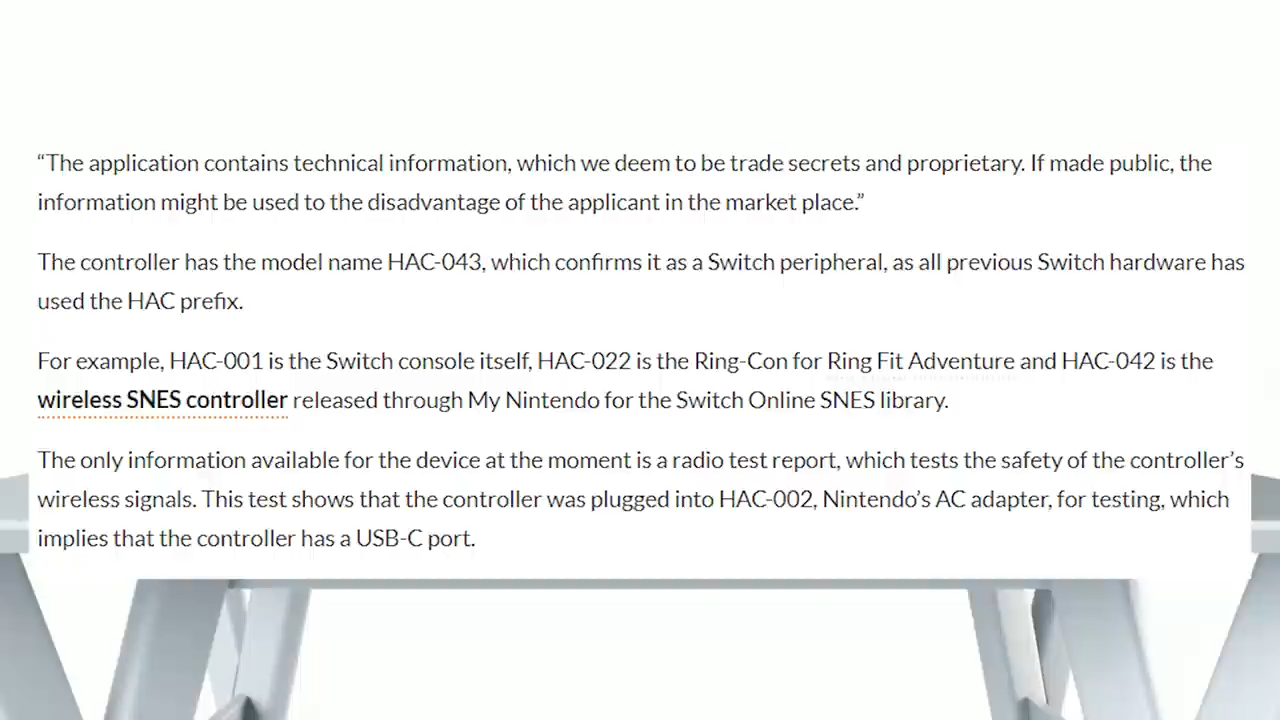 “The application contains technical information, which we deem to be trade secrets and proprietary. If made public, the
information might be used to the disadvantage of the applicant in the market place.”
The controller has the model name HAC-043, which confirms it as a Switch peripheral, as all previous Switch hardware has
used the HAC prefix.
For example, HAC-001 is the Switch console itself, HAC-022 is the Ring-Con for Ring Fit Adventure and HAC-042 is the
wireless SNES controller released through My Nintendo for the Switch Online SNES library.
The only information available for the device at the moment is a radio test report, which tests the safety of the controller’s
wireless signals. This test shows that the controller was plugged into HAC-002, Nintendo’s AC adapter, for testing, which
implies that the controller has a USB-C port.